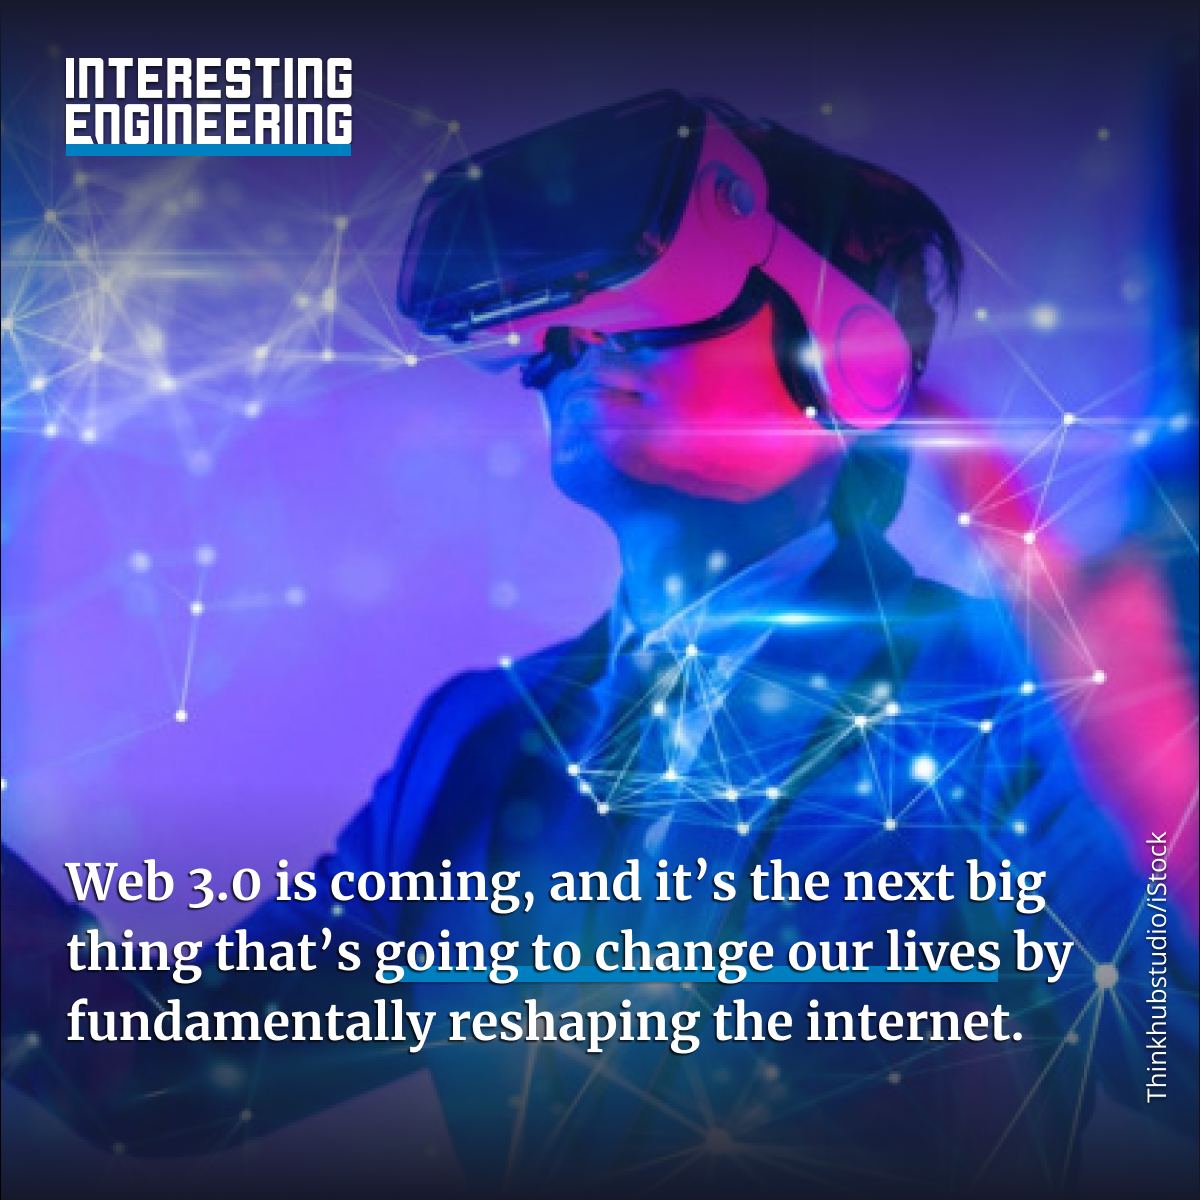 INTERESTING
ENGINEERING
Web 3.0 is coming, and it’s the next big
thing that’s going to change our lives by
fundamentally reshaping the internet.
Thinkhubstudio/iStock